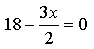 18 − 3x/2 = 0